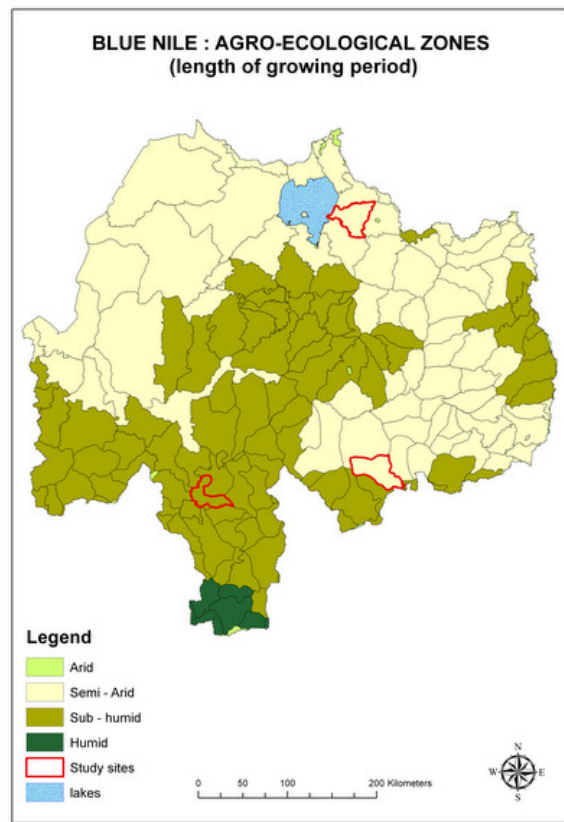 BLUE NILE : AGRO-ECOLOGICAL ZONES
(length of growing period)
Legend
Arid
Semi - Arid
Sub - humid
Humid
Study sites
lakes
0 50 100 200 Kilometers
N
W E
S